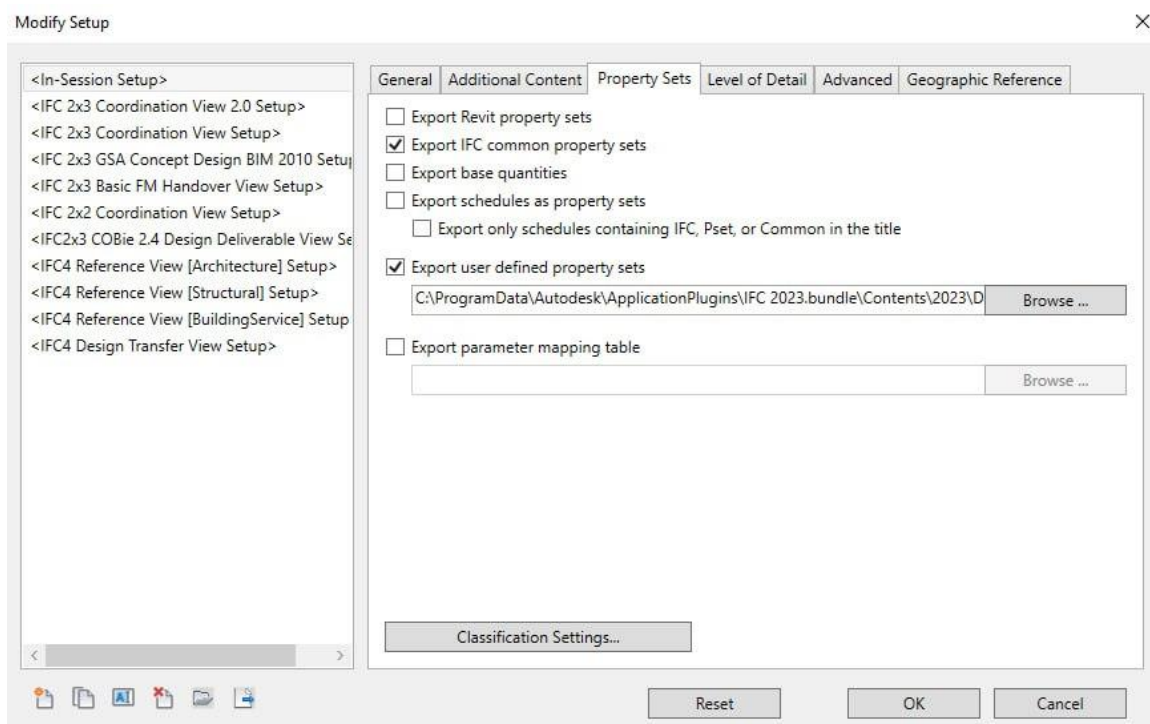 Modify Setup
<In-Session Setup>
<IFC 2x3 Coordination View 2.0 Setup>
<IFC 2x3 Coordination View Setup>
<IFC 2x3 GSA Concept Design BIM 2010 Setup
<IFC 2x3 Basic FM Handover View Setup>
<IFC 2x2 Coordination View Setup>
<IFC2x3 COBie 2.4 Design Deliverable View Se
<IFC4 Reference View [Architecture] Setup>
<IFC4 Reference View [Structural] Setup>
<IFC4 Reference View [BuildingService] Setup
<IFC4 Design Transfer View Setup>
General Additional Content Property Sets Level of Detail Advanced Geographic Reference
Export Revit property sets
Export IFC common property sets
Export base quantities
Export schedules as property sets
Export only schedules containing IFC, Pset, or Common in the title
Export user defined property sets
C:\ProgramData\Autodesk\ApplicationPlugins\IFC 2023.bundle\Contents\2023\D Browse ...
Export parameter mapping table
Browse ...
Classification Settings...
AI
Reset OK Cancel